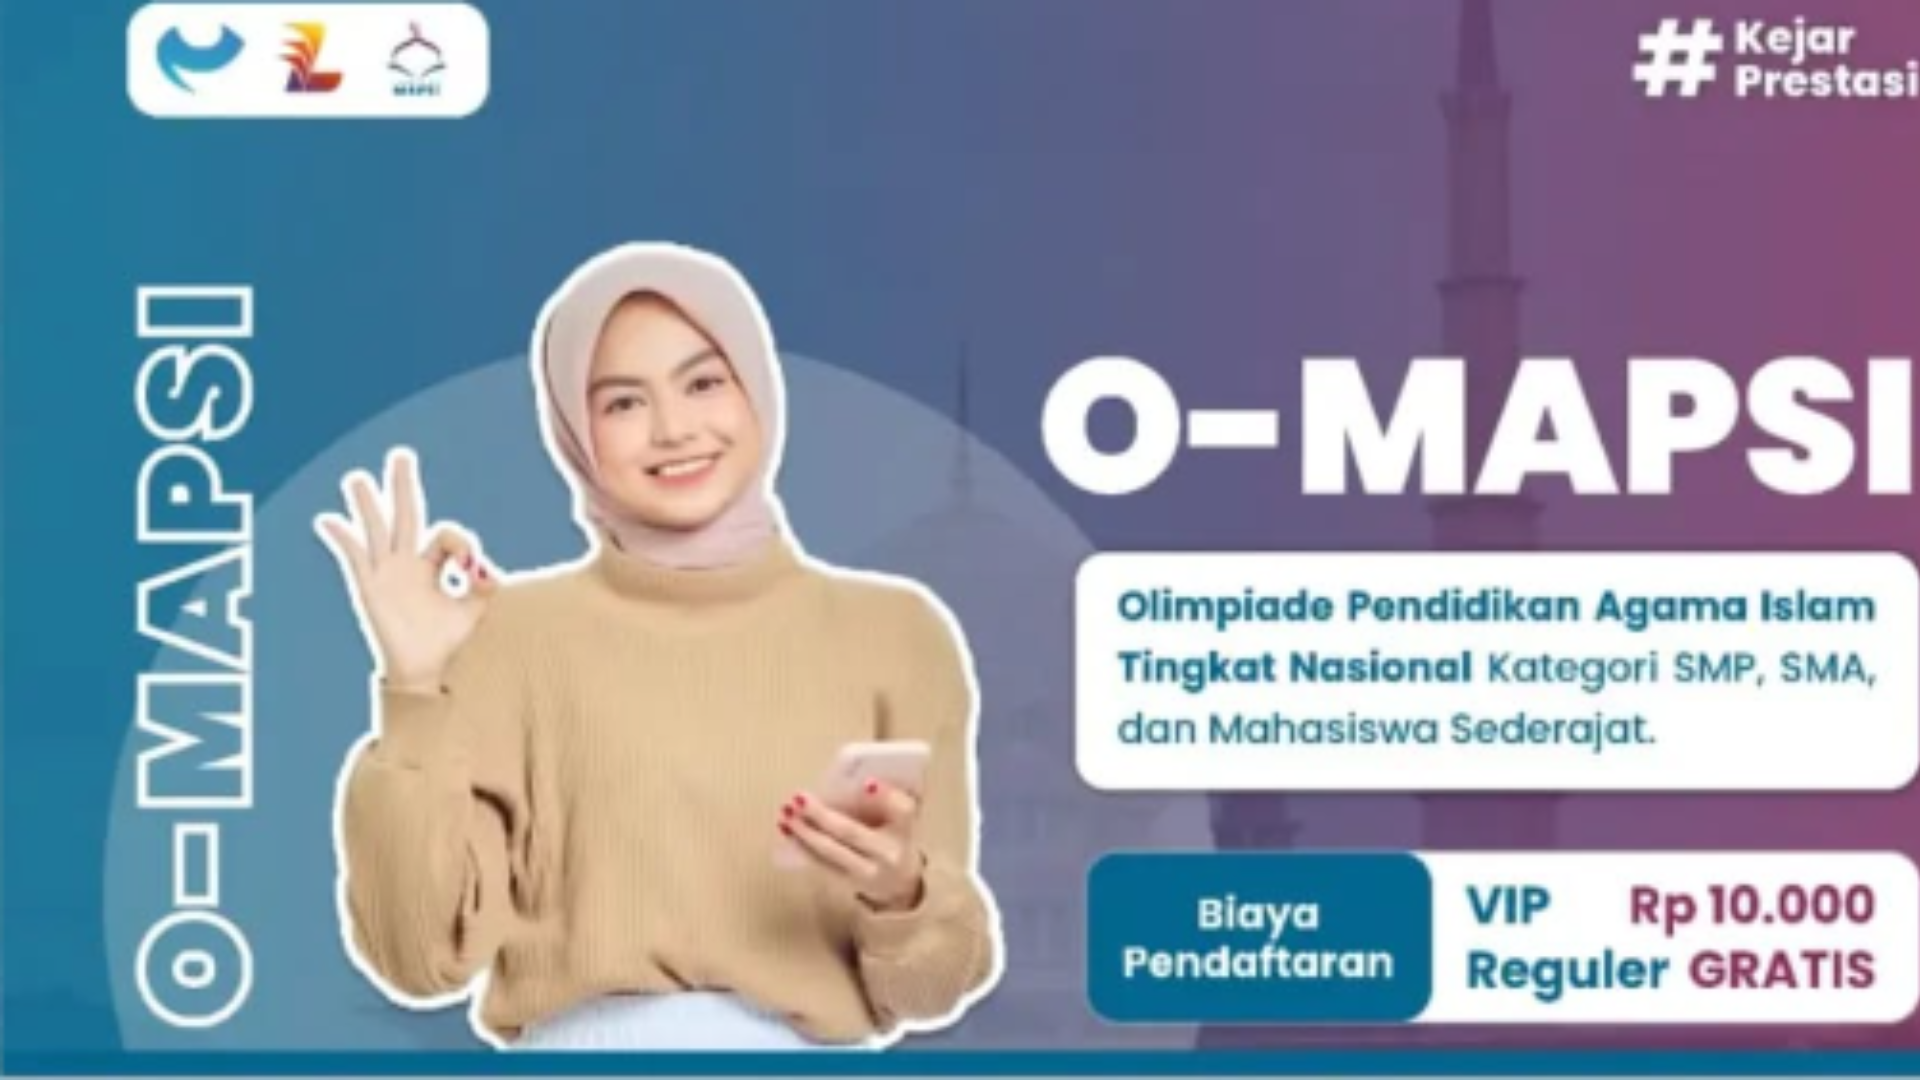 MAPSI
# Kejar
Prestasi
O-MAPSI
O-MAPSI
Olimpiade Pendidikan Agama Islam
Tingkat Nasional Kategori SMP, SMA,
dan Mahasiswa Sederajat.
Biaya
Pendaftaran
VIP Rp 10.000
Reguler GRATIS